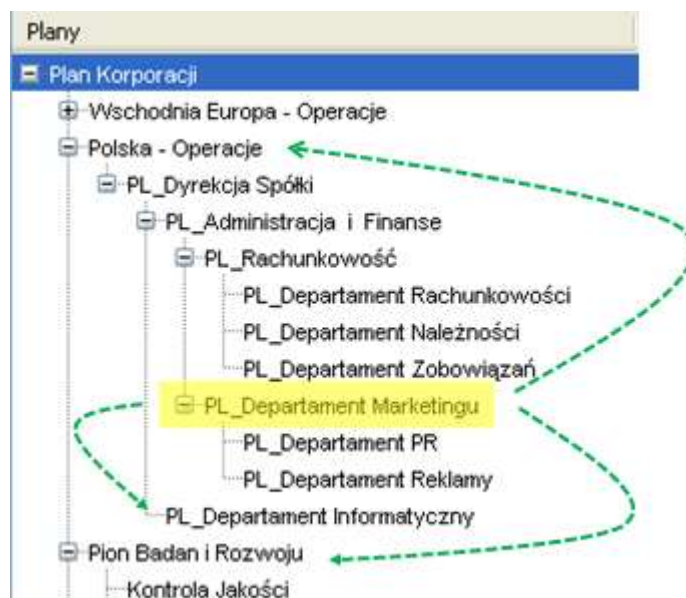 Plany
Plan Korporacji
Wschodnia Europa - Operacje
Polska - Operacje
PL_Dyrekcja Spółki
PL_Administracja i Finanse
PL_Rachunkowość
PL_Departament Rachunkowości
PL_Departament Należności
PL_Departament Zobowiązań
PL_Departament Marketingu
PL_Departament PR
PL_Departament Reklamy
PL_Departament Informatyczny
Pion Badan i Rozwoju
Kontrola Jakości